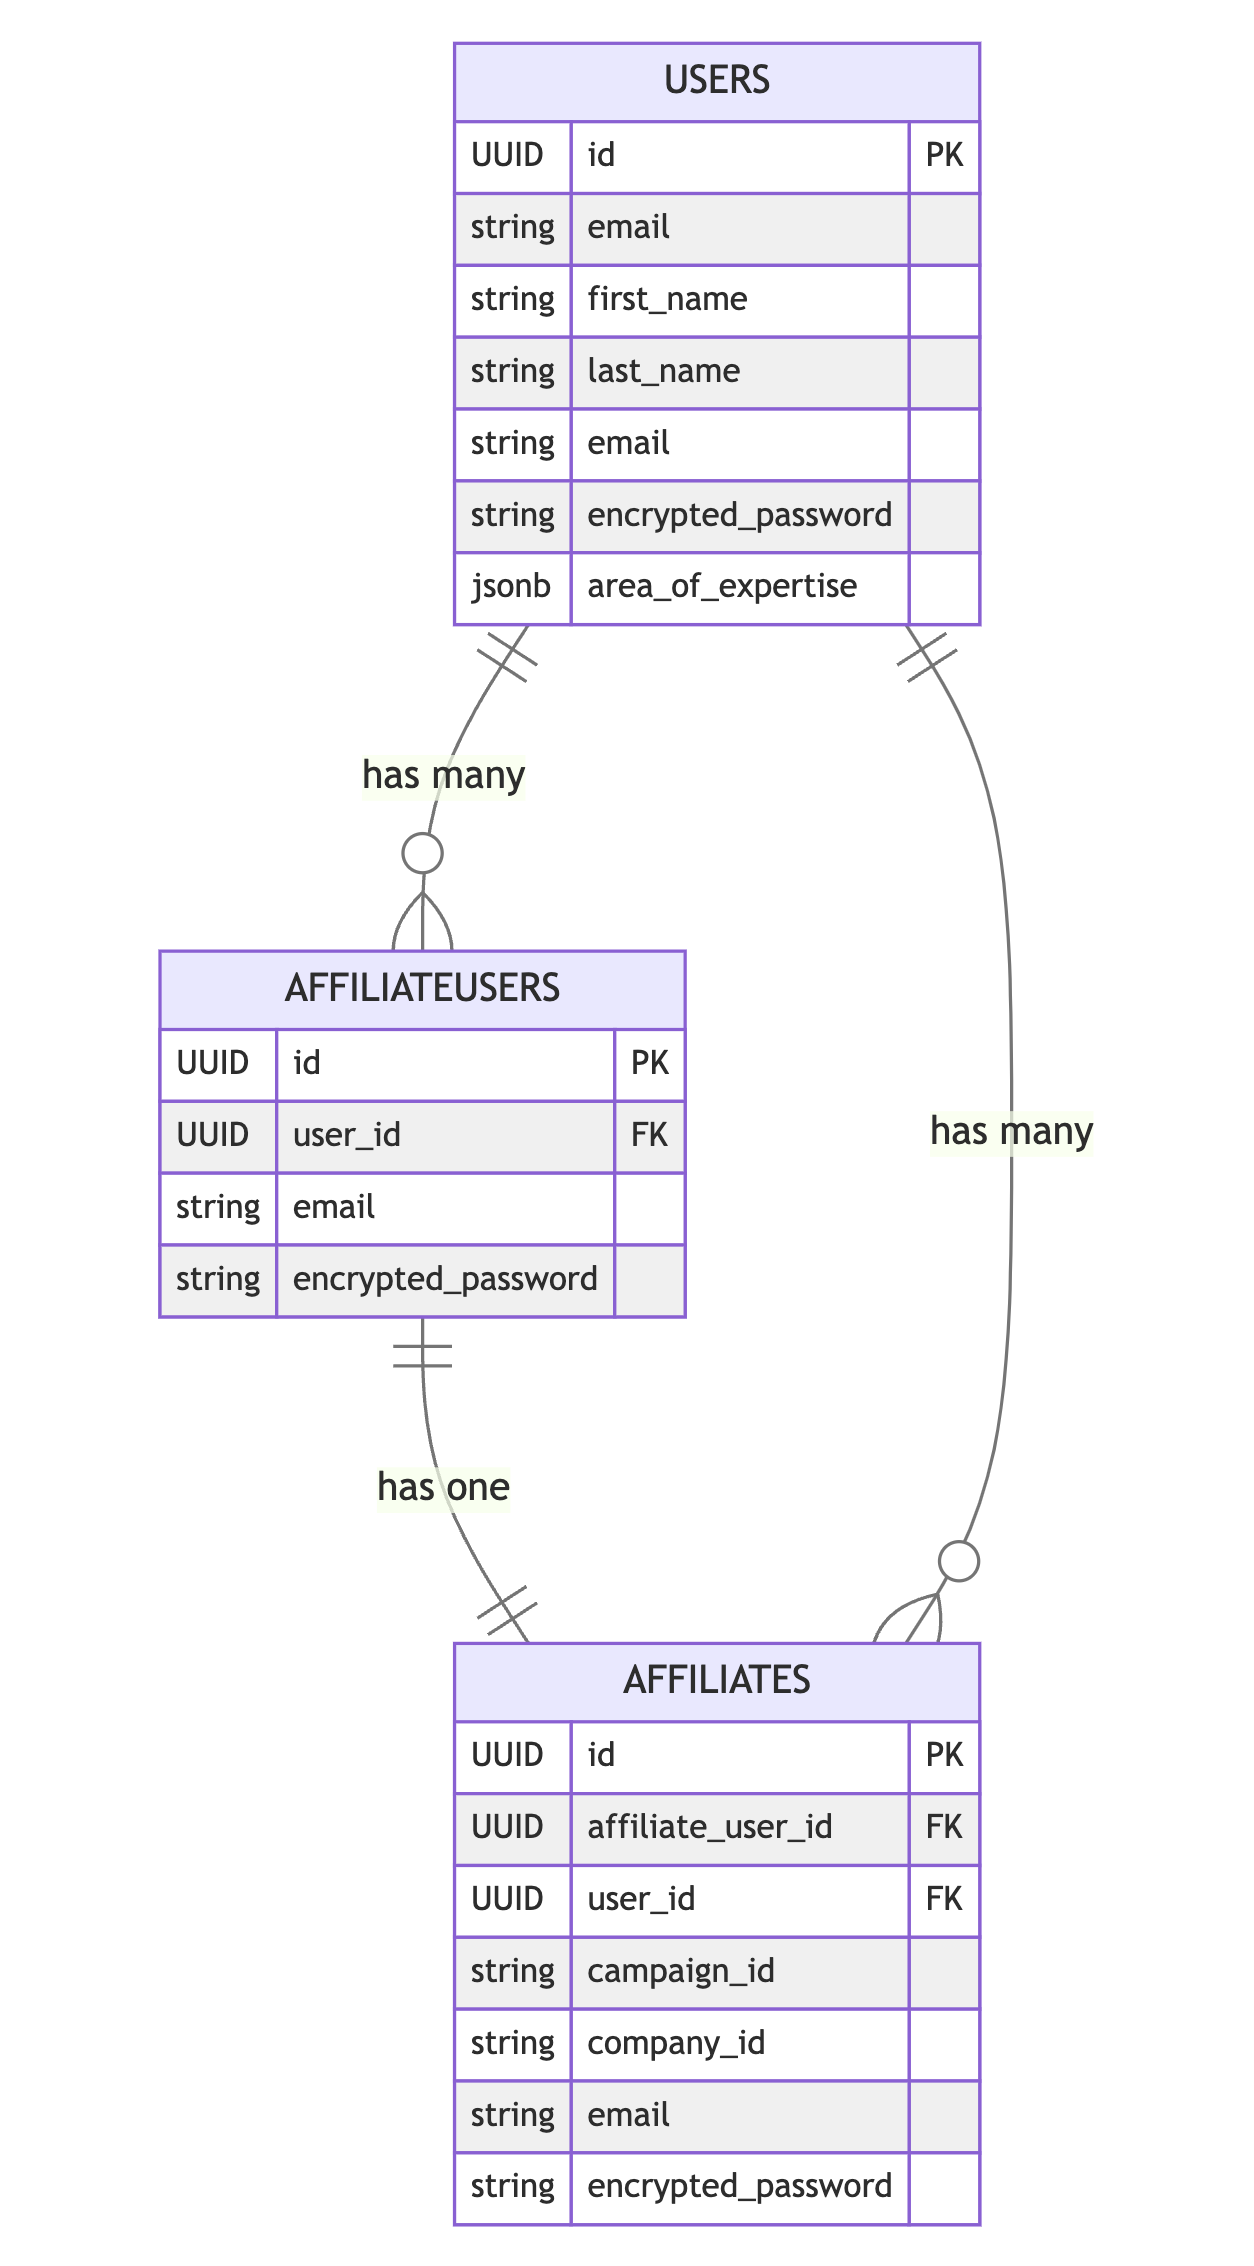 USERS
UUID id PK
string email
string first_name
string last_name
string email
string encrypted_password
jsonb area_of_expertise
has many
AFFILIATEUSERS
UUID id PK
UUID user_id FK
string email
string encrypted_password
has many
has one
AFFILIATES
UUID id PK
UUID affiliate_user_id FK
UUID user_id FK
string campaign_id
string company_id
string email
string encrypted_password